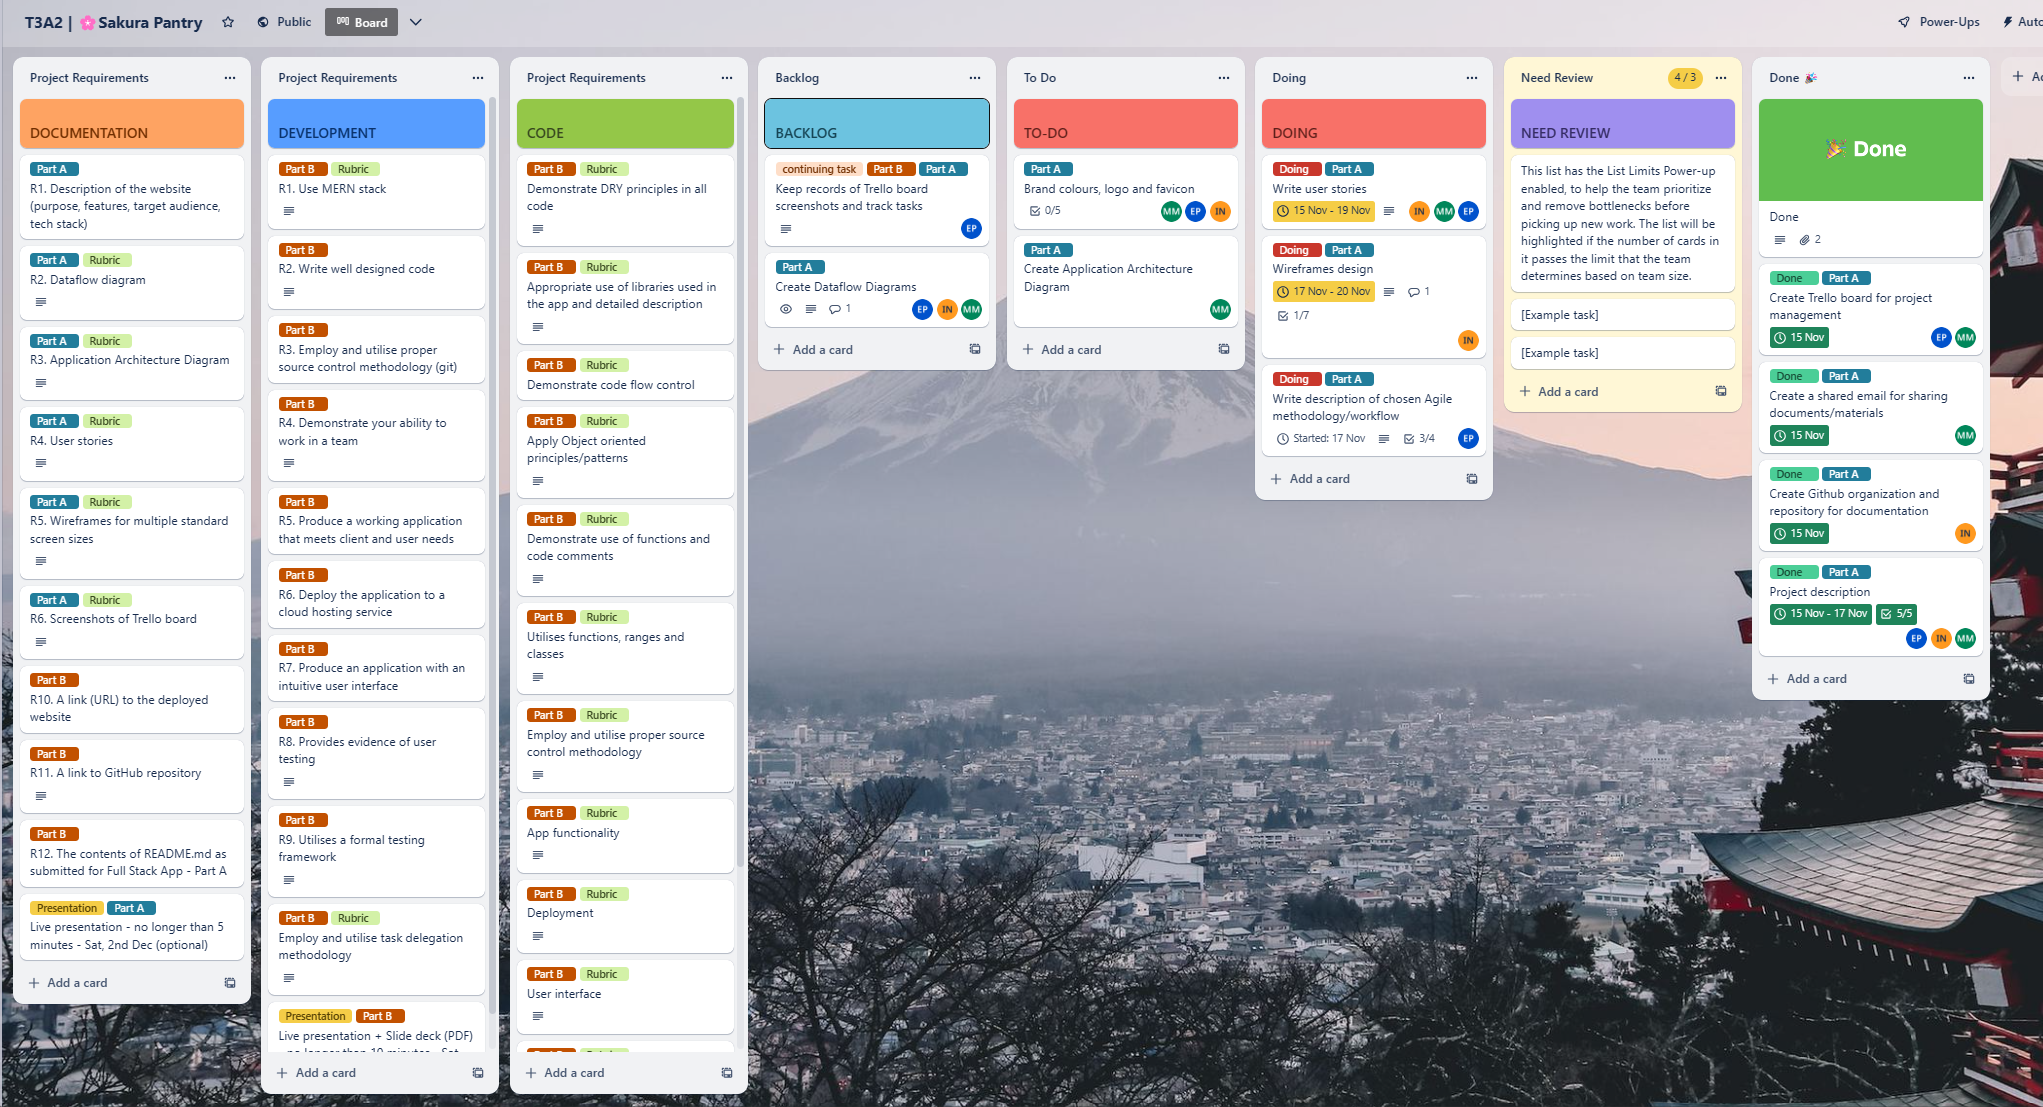 T3A2 | 🌸Sakura Pantry
Public
Board
Power-Ups
Auto
Project Requirements
DOCUMENTATION
Part A
R1. Description of the website
(purpose, features, target audience,
tech stack)
Part A Rubric
R2. Dataflow diagram
Part A Rubric
R3. Application Architecture Diagram
Part A Rubric
R4. User stories
Part A Rubric
R5. Wireframes for multiple standard
screen sizes
Part A Rubric
R6. Screenshots of Trello board
Part B
R10. A link (URL) to the deployed
website
Part B
R11. A link to GitHub repository
Part B
R12. The contents of README.md as
submitted for Full Stack App - Part A
Presentation Part A
Live presentation - no longer than 5
minutes - Sat, 2nd Dec (optional)
+ Add a card
Project Requirements
DEVELOPMENT
Part B Rubric
R1. Use MERN stack
Part B
R2. Write well designed code
Part B
R3. Employ and utilise proper
source control methodology (git)
Part B
R4. Demonstrate your ability to
work in a team
Part B
R5. Produce a working application
that meets client and user needs
Part B
R6. Deploy the application to a
cloud hosting service
Part B
R7. Produce an application with an
intuitive user interface
Part B
R8. Provides evidence of user
testing
Part B
R9. Utilises a formal testing
framework
Part B Rubric
Employ and utilise task delegation
methodology
Presentation Part B
Live presentation + Slide deck (PDF)
+ Add a card
Project Requirements
CODE
Part B Rubric
Demonstrate DRY principles in all
code
Part B Rubric
Appropriate use of libraries used in
the app and detailed description
Part B Rubric
Demonstrate code flow control
Part B Rubric
Apply Object oriented
principles/patterns
Part B Rubric
Demonstrate use of functions and
code comments
Part B Rubric
Utilises functions, ranges and
classes
Part B Rubric
Employ and utilise proper source
control methodology
Part B Rubric
App functionality
Part B Rubric
Deployment
Part B Rubric
User interface
+ Add a card
Backlog
BACKLOG
continuing task Part B Part A
Keep records of Trello board
screenshots and track tasks
EP
Part A
Create Dataflow Diagrams
1 EP IN MM
+ Add a card
To Do
TO-DO
Part A
Brand colours, logo and favicon
0/5 MM EP IN
Part A
Create Application Architecture
Diagram
MM
+ Add a card
Doing
DOING
Doing Part A
Write user stories
15 Nov - 19 Nov IN MM EP
Doing Part A
Wireframes design
17 Nov - 20 Nov 1
1/7
IN
Doing Part A
Write description of chosen Agile
methodology/workflow
Started: 17 Nov 3/4 EP
+ Add a card
Need Review 4/3
NEED REVIEW
This list has the List Limits Power-up
enabled, to help the team prioritize
and remove bottlenecks before
picking up new work. The list will be
highlighted if the number of cards in
it passes the limit that the team
determines based on team size.
[Example task]
[Example task]
+ Add a card
Done 🎉
🎉 Done
Done
2
Done Part A
Create Trello board for project
management
15 Nov EP MM
Done Part A
Create a shared email for sharing
documents/materials
15 Nov MM
Done Part A
Create Github organization and
repository for documentation
15 Nov IN
Done Part A
Project description
15 Nov - 17 Nov 5/5
EP IN MM
+ Add a card